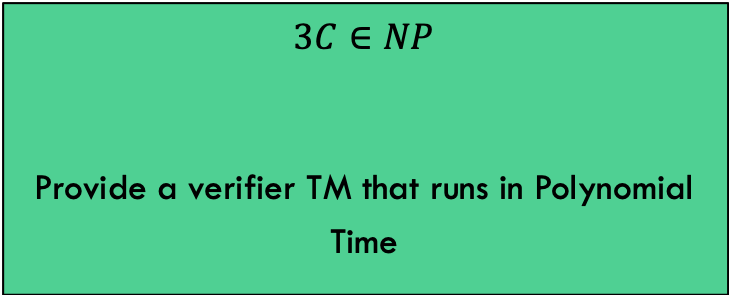 3C ∈ NP
Provide a verifier TM that runs in Polynomial
Time